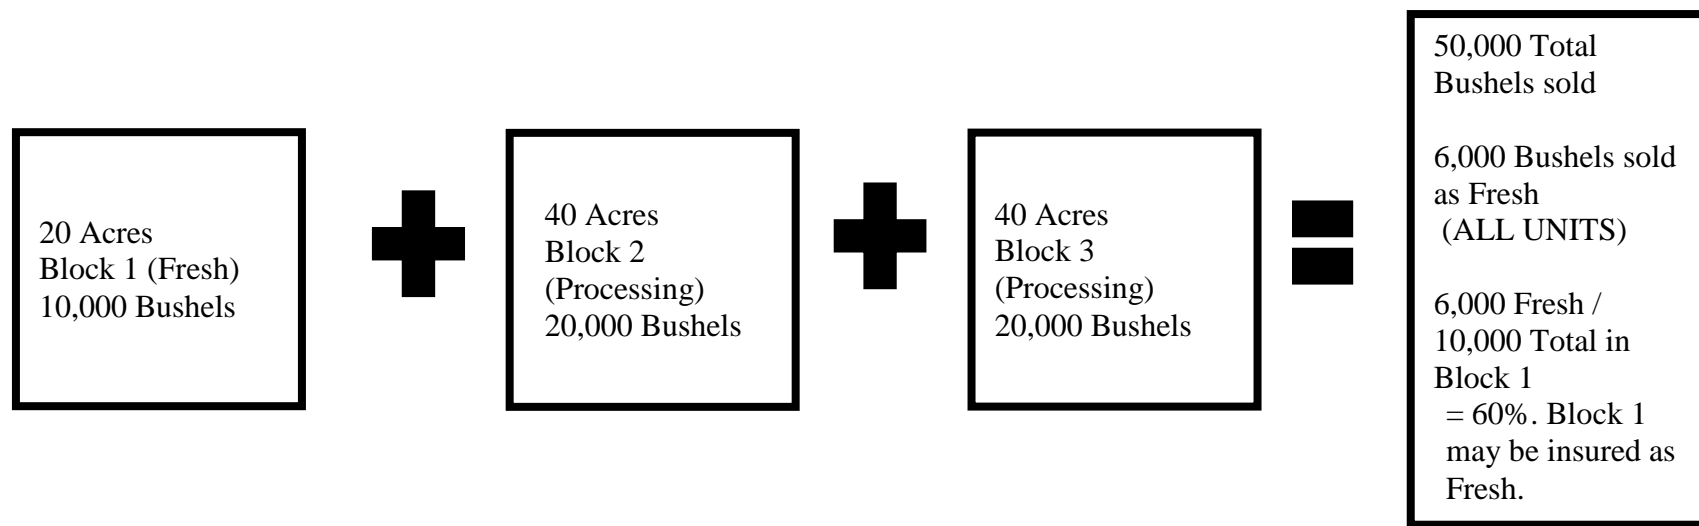 20 Acres
Block 1 (Fresh)
10,000 Bushels
40 Acres
Block 2
(Processing)
20,000 Bushels
40 Acres
Block 3
(Processing)
20,000 Bushels
50,000 Total
Bushels sold
6,000 Bushels sold
as Fresh
(ALL UNITS)
6,000 Fresh /
10,000 Total in
Block 1
= 60%. Block 1
may be insured as
Fresh.